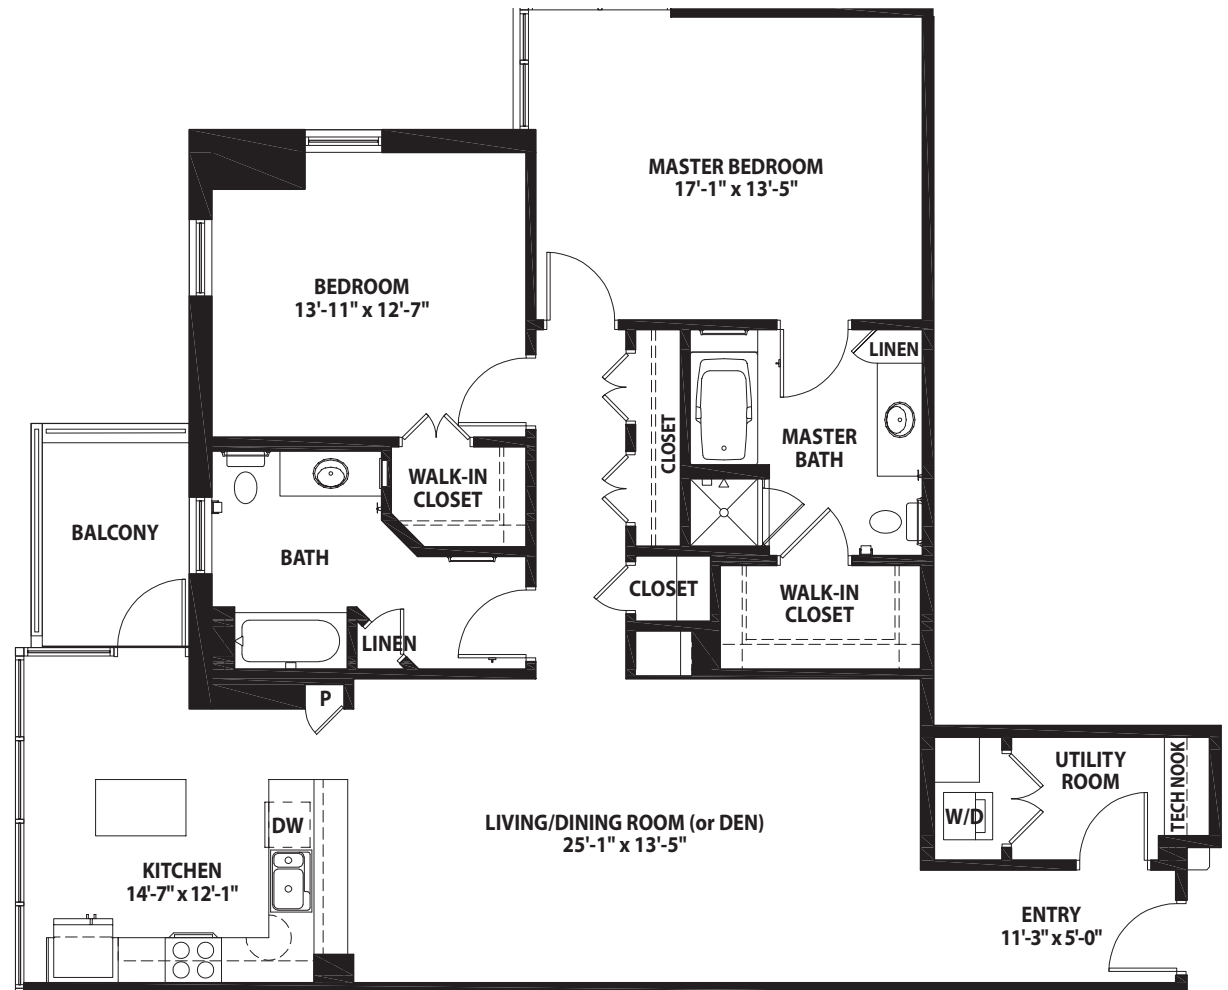 MASTER BEDROOM
17'-1" x 13'-5"
BEDROOM
13'-11" x 12'-7"
LINEN
CLOSET
MASTER
BATH
WALK-IN
CLOSET
BALCONY
BATH
CLOSET
WALK-IN
CLOSET
LINEN
P
UTILITY
ROOM
TECH NOOK
W/D
DW
LIVING/DINING ROOM (or DEN)
25'-1" x 13'-5"
KITCHEN
14'-7" x 12'-1"
ENTRY
11'-3" x 5'-0"